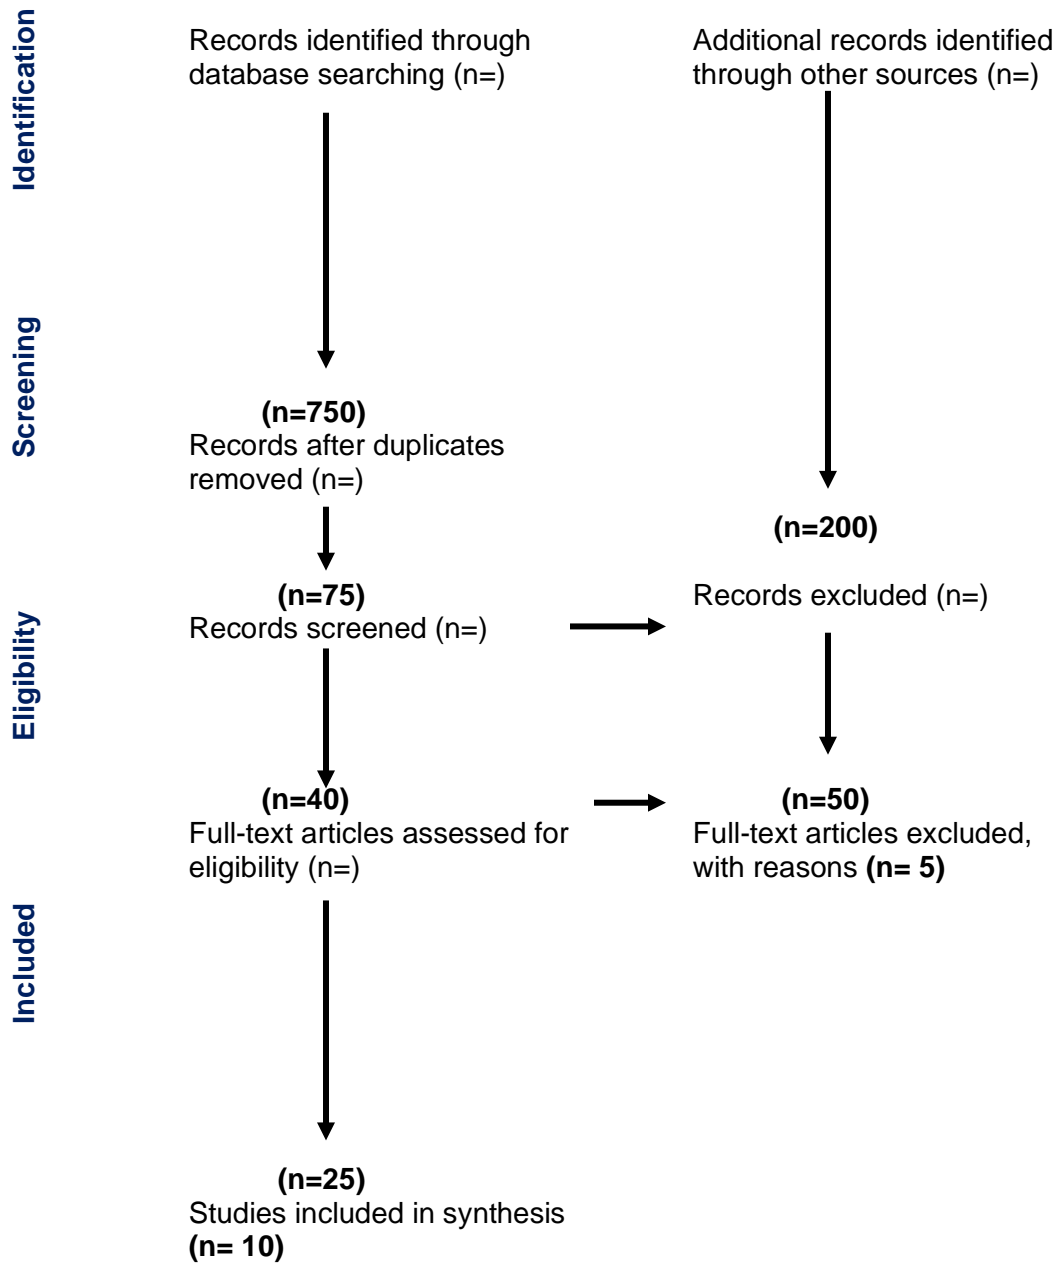 Identification
Records identified through
database searching (n=)
Additional records identified
through other sources (n=)
Screening
(n=750)
Records after duplicates
removed (n=)
(n=200)
Eligibility
(n=75)
Records screened (n=)
Records excluded (n=)
(n=40)
Full-text articles assessed for
eligibility (n=)
(n=50)
Full-text articles excluded,
with reasons (n= 5)
Included
(n=25)
Studies included in synthesis
(n= 10)